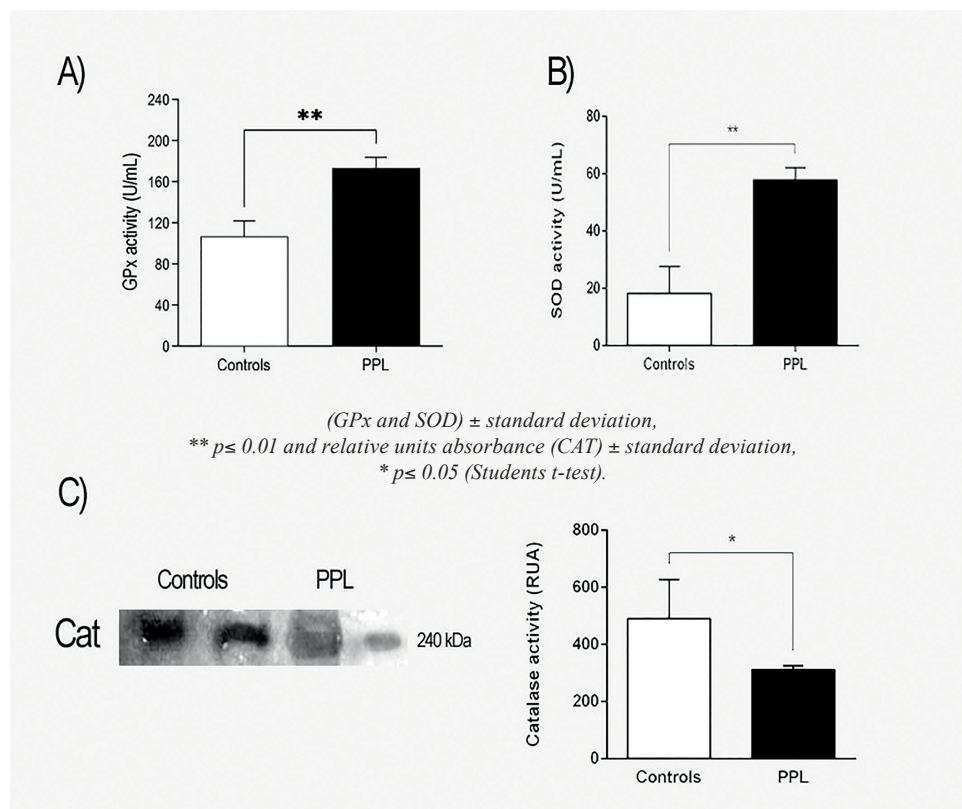 A)
240
200
160
120
80
40
0
GPx activity (U/mL)
**
Controls PPL
B)
80
60
40
20
0
SOD activity (U/mL)
**
Controls PPL
(GPx and SOD) ± standard deviation,
** p≤ 0.01 and relative units absorbance (CAT) ± standard deviation,
* p≤ 0.05 (Students t-test).
C)
Controls PPL
Cat
240 kDa
800
600
400
200
0
Catalase activity (RUA)
*
Controls PPL